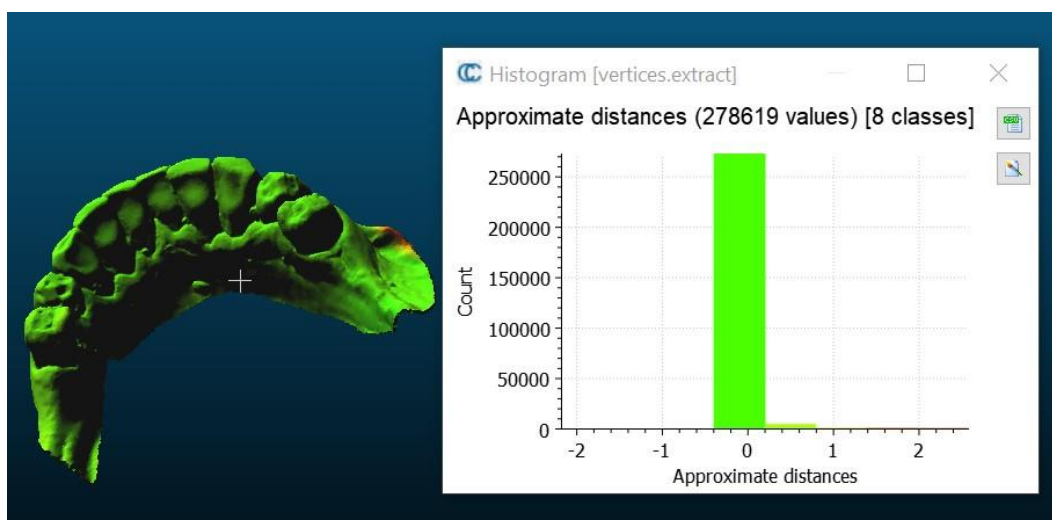 Histogram [vertices.extract]
Approximate distances (278619 values) [8 classes]
CSV
250000
200000
150000
100000
50000
0
Count
-2 -1 0 1 2
Approximate distances